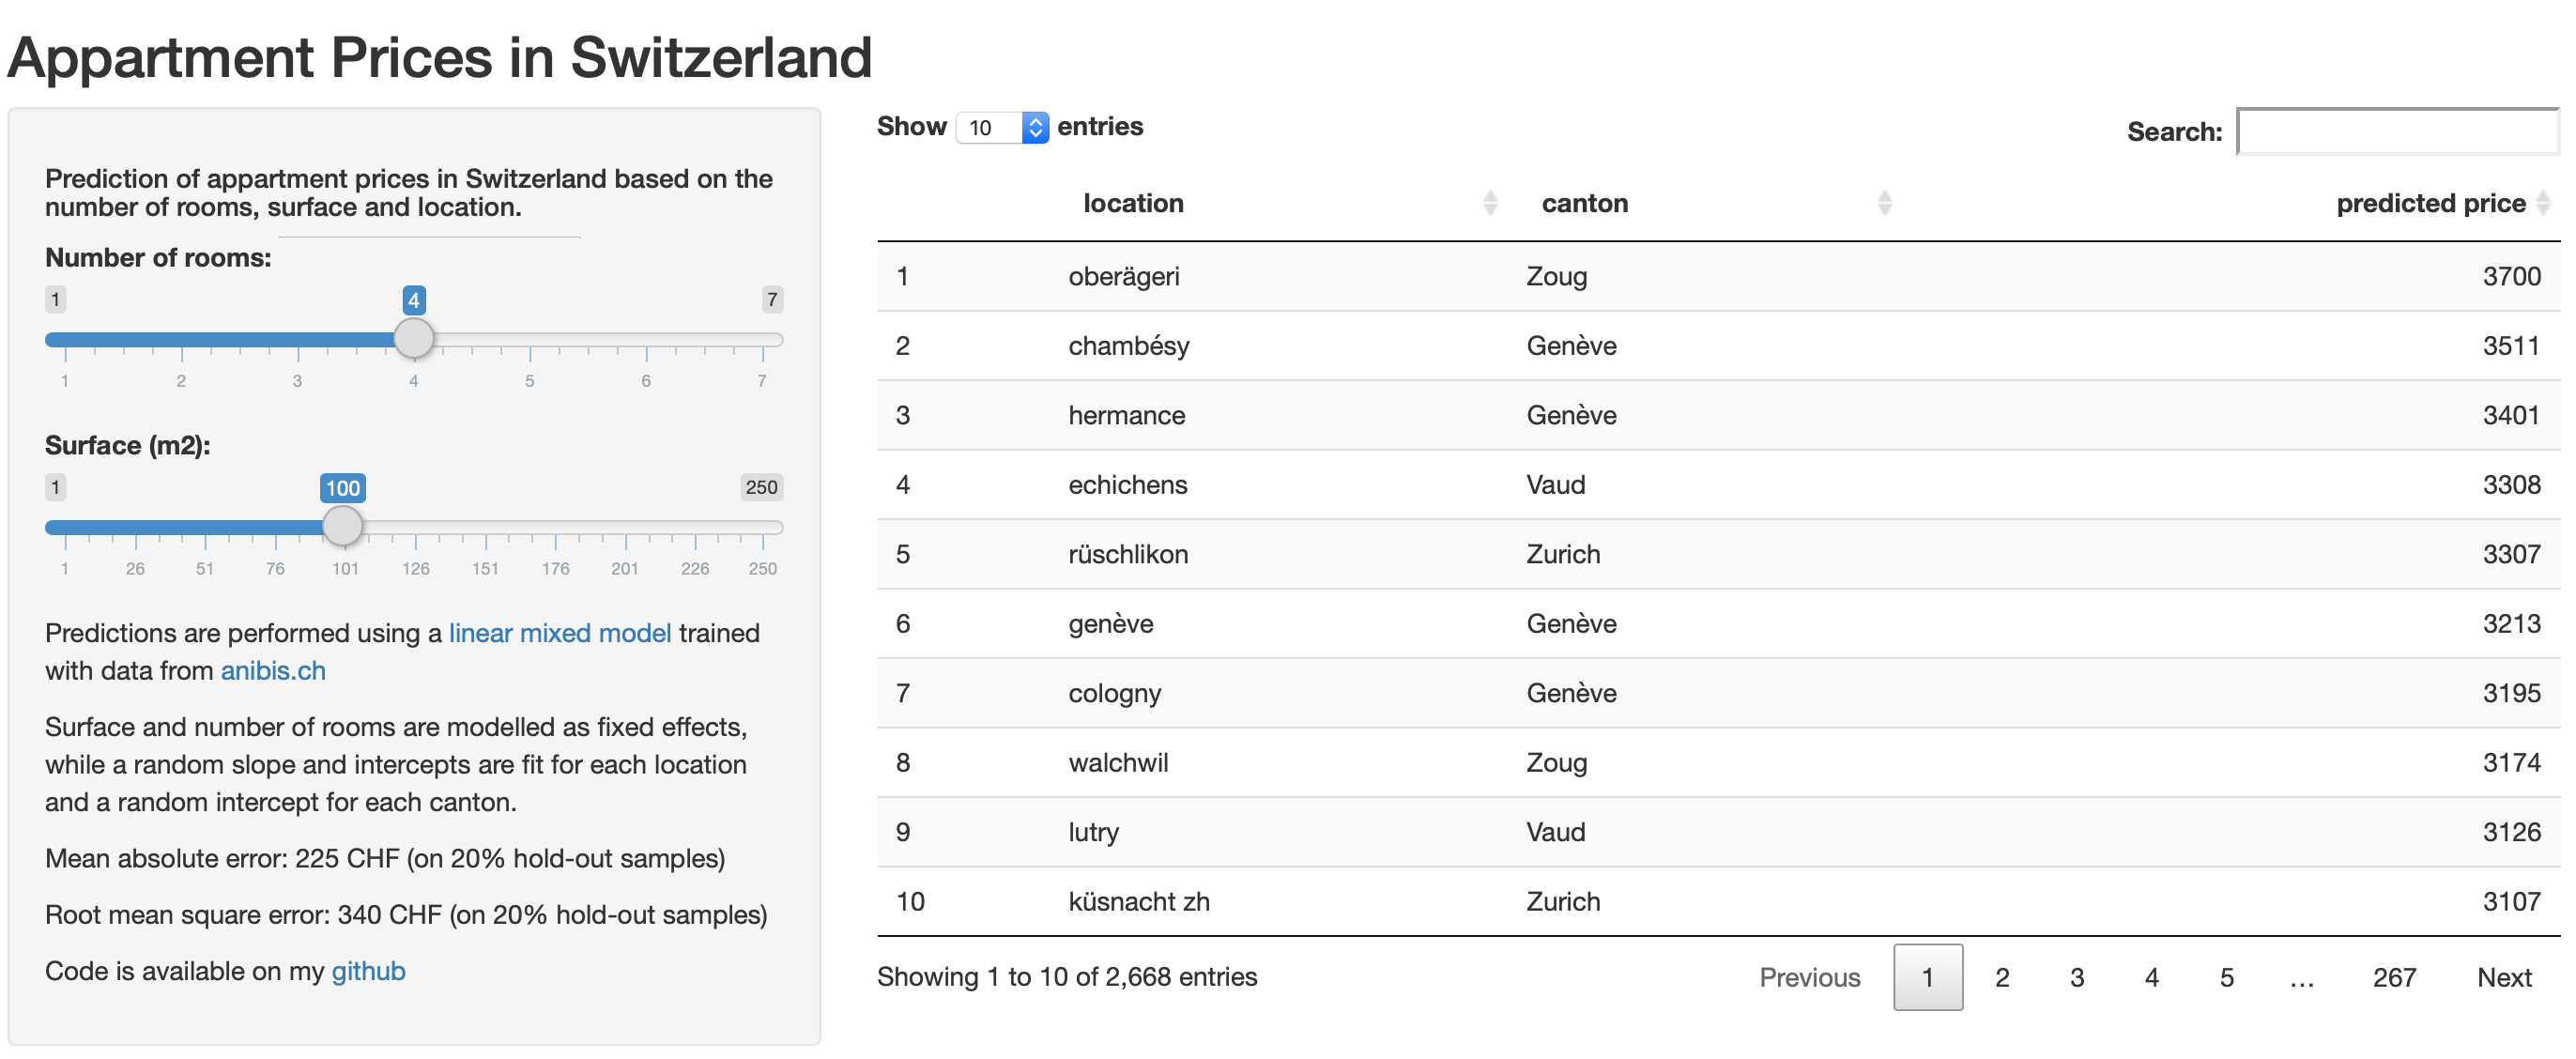 Appartment Prices in Switzerland
Prediction of appartment prices in Switzerland based on the
number of rooms, surface and location.
Number of rooms:
1 4 7
1 2 3 4 5 6 7
Surface (m2):
1 100 250
1 26 51 76 101 126 151 176 201 226 250
Predictions are performed using a linear mixed model trained
with data from anibis.ch
Surface and number of rooms are modelled as fixed effects,
while a random slope and intercepts are fit for each location
and a random intercept for each canton.
Mean absolute error: 225 CHF (on 20% hold-out samples)
Root mean square error: 340 CHF (on 20% hold-out samples)
Code is available on my github
Show 10 entries
Search:
location canton predicted price
1 oberägeri Zoug 3700
2 chambésy Genève 3511
3 hermance Genève 3401
4 echichens Vaud 3308
5 rüschlikon Zurich 3307
6 genève Genève 3213
7 cologny Genève 3195
8 walchwil Zoug 3174
9 lutry Vaud 3126
10 küsnacht zh Zurich 3107
Showing 1 to 10 of 2,668 entries
Previous 1 2 3 4 5 … 267 Next